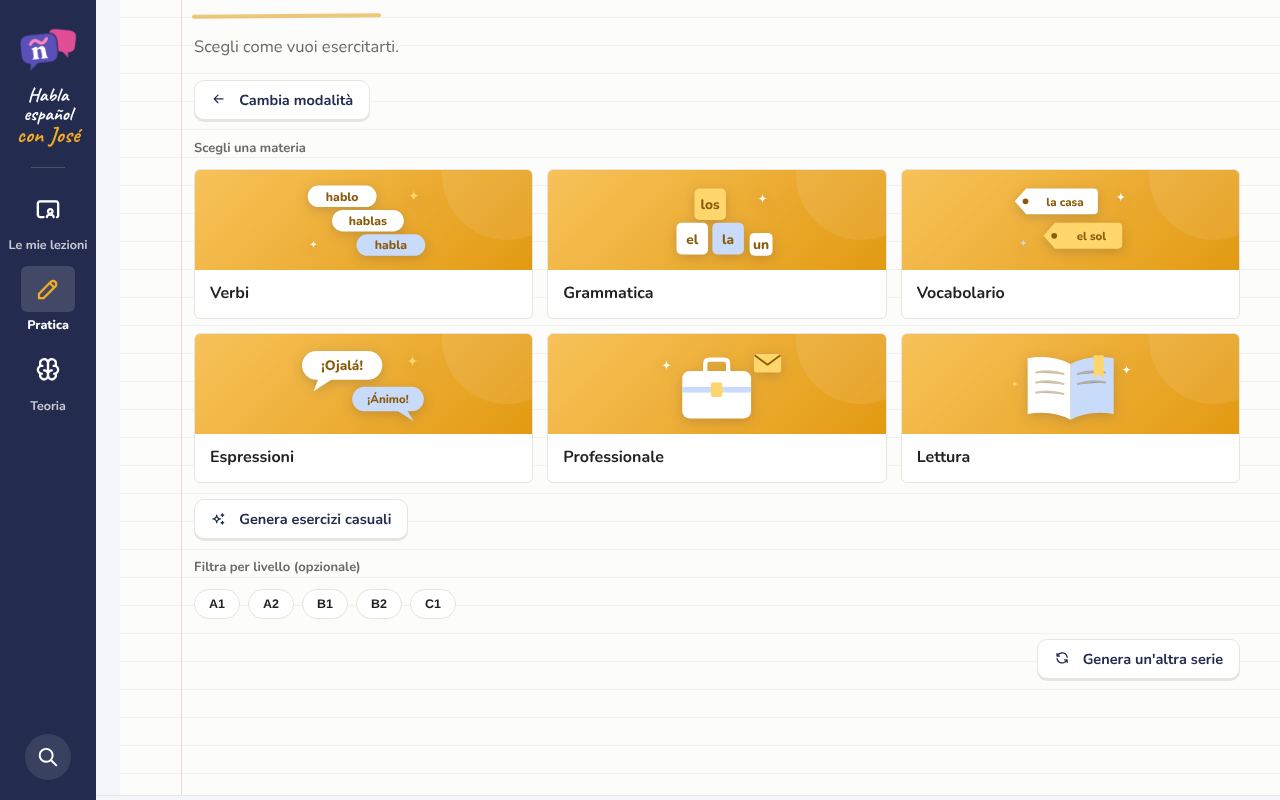 ñ
Habla
español
con José
Le mie lezioni
Pratica
Teoria
Scegli come vuoi esercitarti.
Cambia modalità
Scegli una materia
hablo
hablas
habla
Verbi
los
el
la
un
Grammatica
la casa
el sol
Vocabolario
¡Ojalá!
¡Ánimo!
Espressioni
Professionale
Lettura
Genera esercizi casuali
Filtra per livello (opzionale)
A1 A2 B1 B2 C1
Genera un'altra serie